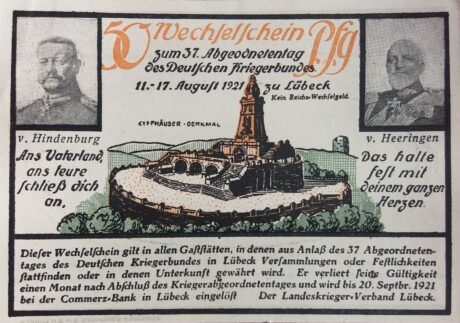 50 Wechselschein Pfg
zum 37. Abgeordnetentag
des Deutschen Kriegerbundes.
11.-17. August 1921 zu Lübeck
Kein Reichs-Wechselgeld.
KYFFHÄUSER-DENKMAL
v. Hindenburg
v. Heeringen
Ans Vaterland,
ans teure
schließ dich
an.
Das halte
fest mit
deinem ganzen
Herzen.
Dieser Wechselschein gilt in allen Gaststätten, in denen aus Anlaß des 37 Abgeordneten-
tages des Deutschen Kriegerbundes in Lübeck Versammlungen oder Festlichkeiten
stattfinden oder in denen Unterkunft gewährt wird. Er verliert seine Gültigkeit
einen Monat nach Abschluß des Kriegerabgeordnetentages und wird bis 20. Septbr. 1921
bei der Commerz-Bank in Lübeck eingelöst Der Landeskrieger-Verband Lübeck.